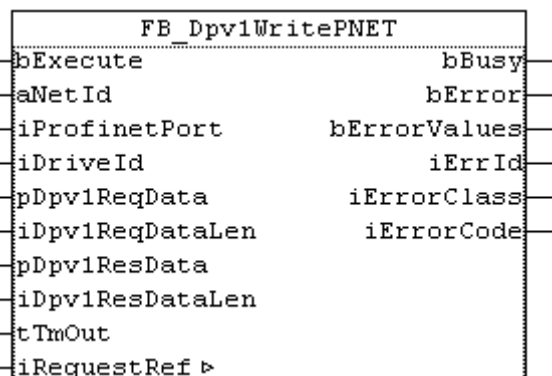 FB_Dpv1WritePNET
bExecute bBusy
aNetId bError
iProfinetPort bErrorValues
iDriveId iErrId
pDpv1ReqData iErrorClass
iDpv1ReqDataLen iErrorCode
pDpv1ResData
iDpv1ResDataLen
tTmOut
iRequestRef ▷